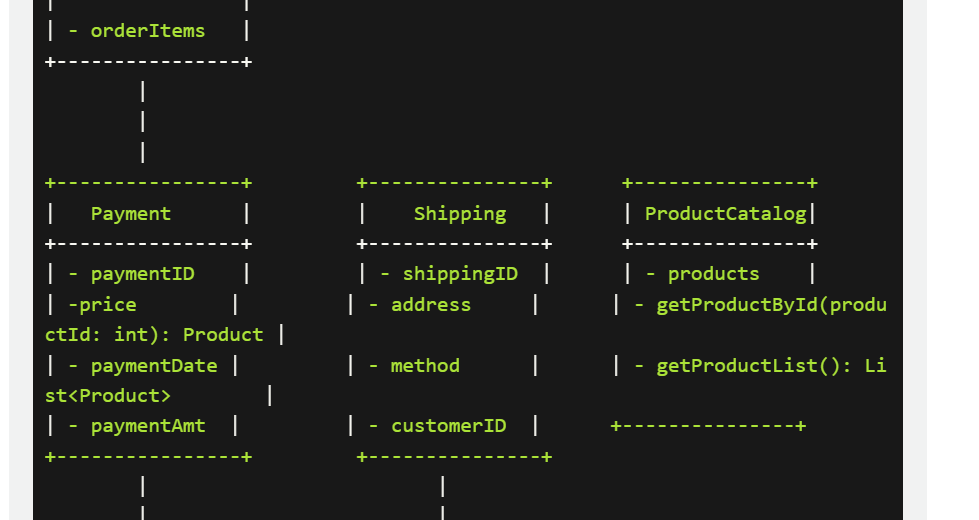 | - orderItems   |
+----------------+
        |
        |
        |
+----------------+         +---------------+      +---------------+
|   Payment      |         |    Shipping   |      | ProductCatalog|
+----------------+         +---------------+      +---------------+
| - paymentID    |         | - shippingID  |      | - products    |
| -price        |         | - address     |      | - getProductById(produ
ctId: int): Product |
| - paymentDate |         | - method      |      | - getProductList(): Li
st<Product>        |
| - paymentAmt  |         | - customerID  |      +---------------+
+----------------+         +---------------+
        |                         |
        |                         |